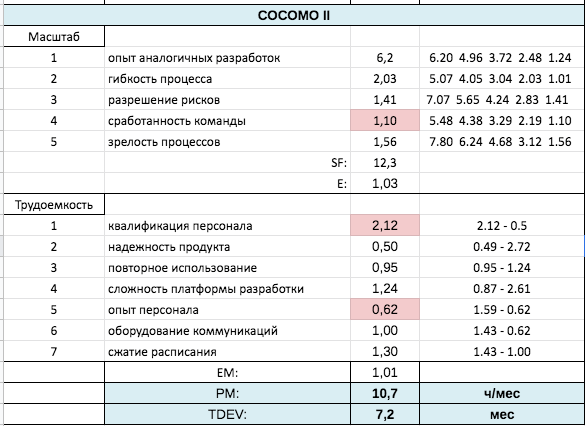 COCOMO II
Масштаб
1 опыт аналогичных разработок 6,2 6.20 4.96 3.72 2.48 1.24
2 гибкость процесса 2,03 5.07 4.05 3.04 2.03 1.01
3 разрешение рисков 1,41 7.07 5.65 4.24 2.83 1.41
4 сработанность команды 1,10 5.48 4.38 3.29 2.19 1.10
5 зрелость процессов 1,56 7.80 6.24 4.68 3.12 1.56
SF: 12,3
E: 1,03
Трудоемкость
1 квалификация персонала 2,12 2.12 - 0.5
2 надежность продукта 0,50 0.49 - 2.72
3 повторное использование 0,95 0.95 - 1.24
4 сложность платформы разработки 1,24 0.87 - 2.61
5 опыт персонала 0,62 1.59 - 0.62
6 оборудование коммуникаций 1,00 1.43 - 0.62
7 сжатие расписания 1,30 1.43 - 1.00
EM: 1,01
PM: 10,7 ч/мес
TDEV: 7,2 мес